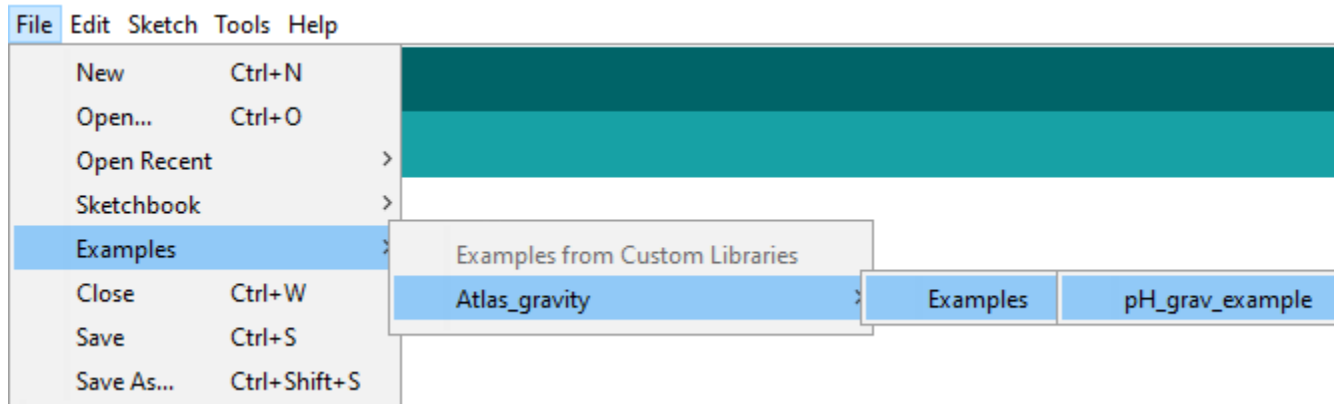 File Edit Sketch Tools Help
New Ctrl+N
Open... Ctrl+O
Open Recent >
Sketchbook >
Examples >
Examples from Custom Libraries
Close Ctrl+W
Atlas_gravity > Examples pH_grav_example
Save Ctrl+S
Save As... Ctrl+Shift+S